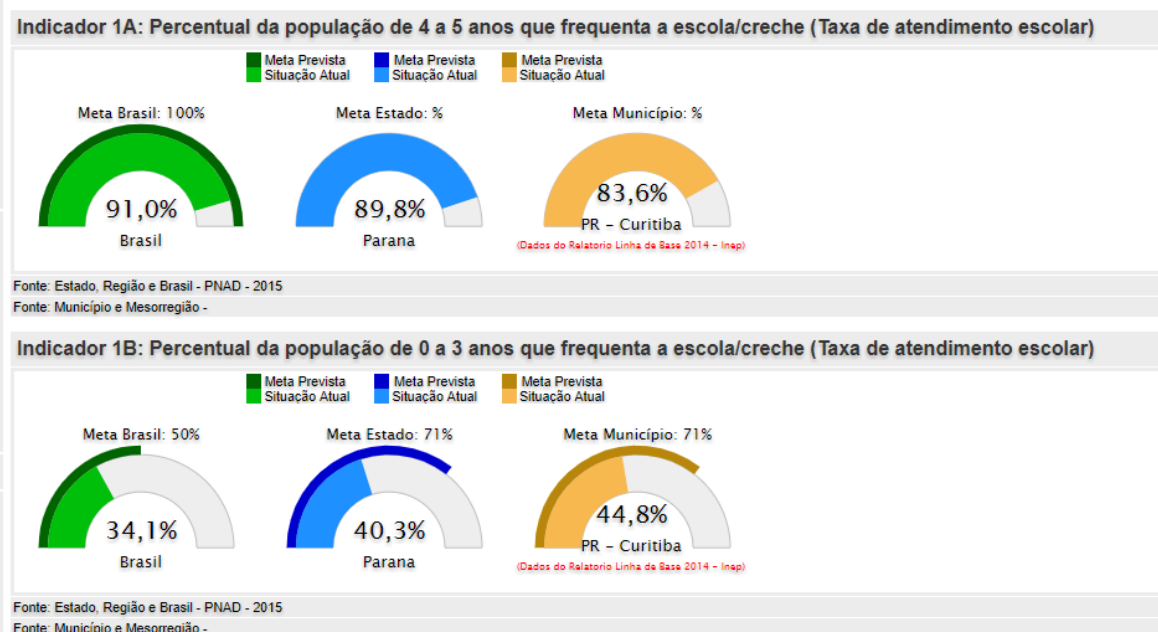 Indicador 1A: Percentual da população de 4 a 5 anos que frequenta a escola/creche (Taxa de atendimento escolar)
Meta Prevista Meta Prevista Meta Prevista
Situação Atual Situação Atual Situação Atual
Meta Brasil: 100% Meta Estado: % Meta Município: %
91,0% 89,8% 83,6%
Brasil Parana PR – Curitiba
(Dados do Relatorio Linha de Base 2014 – Inep)
Fonte: Estado, Região e Brasil - PNAD - 2015
Fonte: Município e Mesorregião -
Indicador 1B: Percentual da população de 0 a 3 anos que frequenta a escola/creche (Taxa de atendimento escolar)
Meta Prevista Meta Prevista Meta Prevista
Situação Atual Situação Atual Situação Atual
Meta Brasil: 50% Meta Estado: 71% Meta Município: 71%
34,1% 40,3% 44,8%
Brasil Parana PR – Curitiba
(Dados do Relatorio Linha de Base 2014 – Inep)
Fonte: Estado, Região e Brasil - PNAD - 2015
Fonte: Município e Mesorregião -